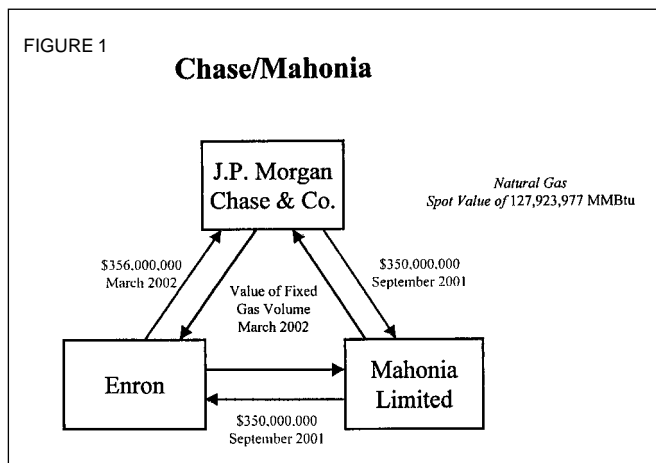 FIGURE 1
Chase/Mahonia
J.P. Morgan
Chase & Co.
Natural Gas
Spot Value of 127,923,977 MMBtu
$356,000,000
March 2002
Value of Fixed
Gas Volume
March 2002
$350,000,000
September 2001
Enron
Mahonia
Limited
$350,000,000
September 2001